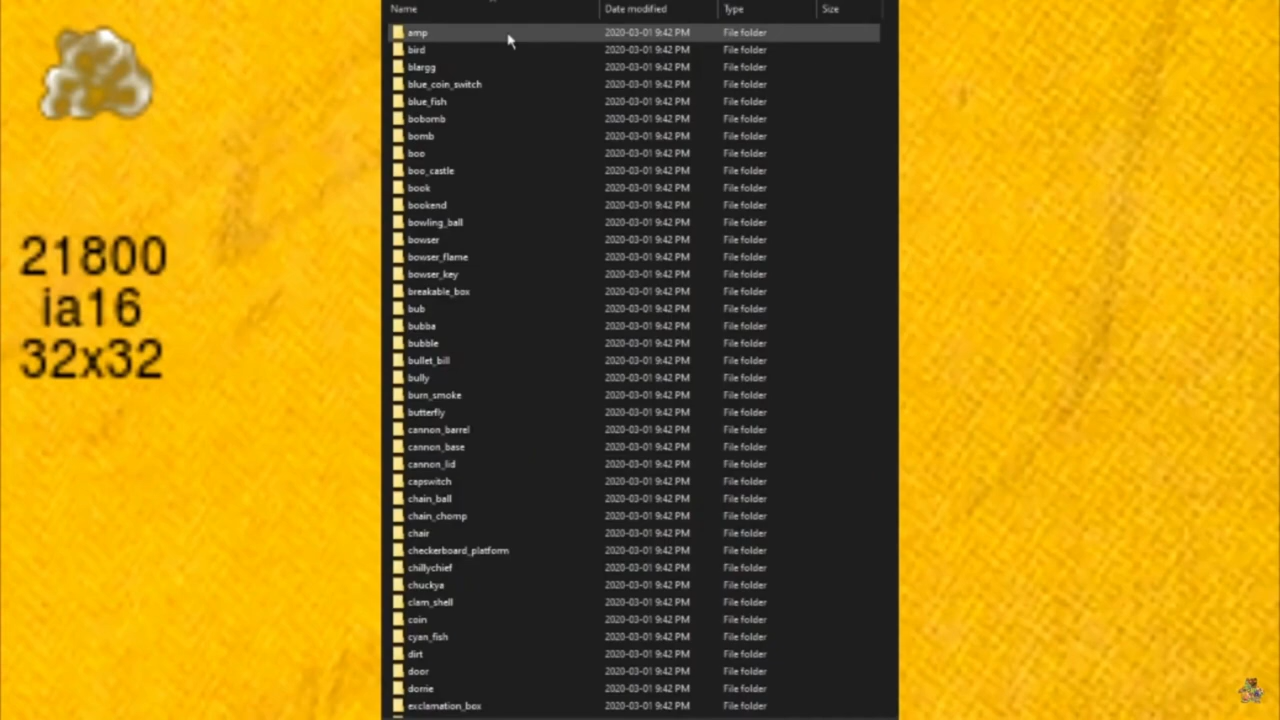 Name Date modified Type Size
amp 2020-03-01 9:42 PM File folder
bird 2020-03-01 9:42 PM File folder
blargg 2020-03-01 9:42 PM File folder
blue_coin_switch 2020-03-01 9:42 PM File folder
blue_fish 2020-03-01 9:42 PM File folder
bobomb 2020-03-01 9:42 PM File folder
bomb 2020-03-01 9:42 PM File folder
boo 2020-03-01 9:42 PM File folder
boo_castle 2020-03-01 9:42 PM File folder
book 2020-03-01 9:42 PM File folder
bookend 2020-03-01 9:42 PM File folder
bowling_ball 2020-03-01 9:42 PM File folder
bowser 2020-03-01 9:42 PM File folder
bowser_flame 2020-03-01 9:42 PM File folder
bowser_key 2020-03-01 9:42 PM File folder
breakable_box 2020-03-01 9:42 PM File folder
bub 2020-03-01 9:42 PM File folder
bubba 2020-03-01 9:42 PM File folder
bubble 2020-03-01 9:42 PM File folder
bullet_bill 2020-03-01 9:42 PM File folder
bully 2020-03-01 9:42 PM File folder
burn_smoke 2020-03-01 9:42 PM File folder
butterfly 2020-03-01 9:42 PM File folder
cannon_barrel 2020-03-01 9:42 PM File folder
cannon_base 2020-03-01 9:42 PM File folder
cannon_lid 2020-03-01 9:42 PM File folder
capswitch 2020-03-01 9:42 PM File folder
chain_ball 2020-03-01 9:42 PM File folder
chain_chomp 2020-03-01 9:42 PM File folder
chair 2020-03-01 9:42 PM File folder
checkerboard_platform 2020-03-01 9:42 PM File folder
chillychief 2020-03-01 9:42 PM File folder
chuckya 2020-03-01 9:42 PM File folder
clam_shell 2020-03-01 9:42 PM File folder
coin 2020-03-01 9:42 PM File folder
cyan_fish 2020-03-01 9:42 PM File folder
dirt 2020-03-01 9:42 PM File folder
door 2020-03-01 9:42 PM File folder
dorrie 2020-03-01 9:42 PM File folder
exclamation_box 2020-03-01 9:42 PM File folder
21800
ia16
32x32